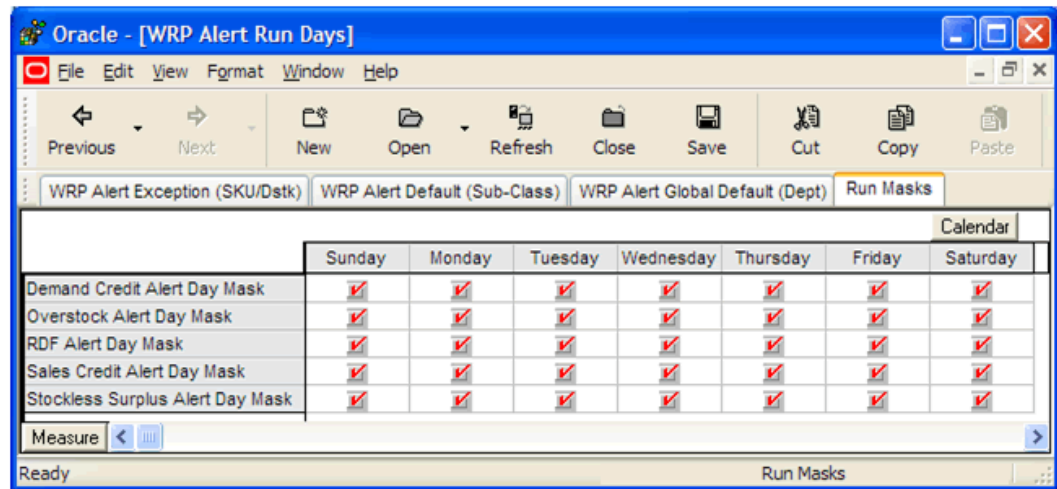 Oracle - [WRP Alert Run Days]
File Edit View Format Window Help
Previous Next New Open Refresh Close Save Cut Copy Paste
WRP Alert Exception (SKU/Dstk) WRP Alert Default (Sub-Class) WRP Alert Global Default (Dept) Run Masks
Calendar
Sunday Monday Tuesday Wednesday Thursday Friday Saturday
Demand Credit Alert Day Mask
Overstock Alert Day Mask
RDF Alert Day Mask
Sales Credit Alert Day Mask
Stockless Surplus Alert Day Mask
Measure
Ready Run Masks